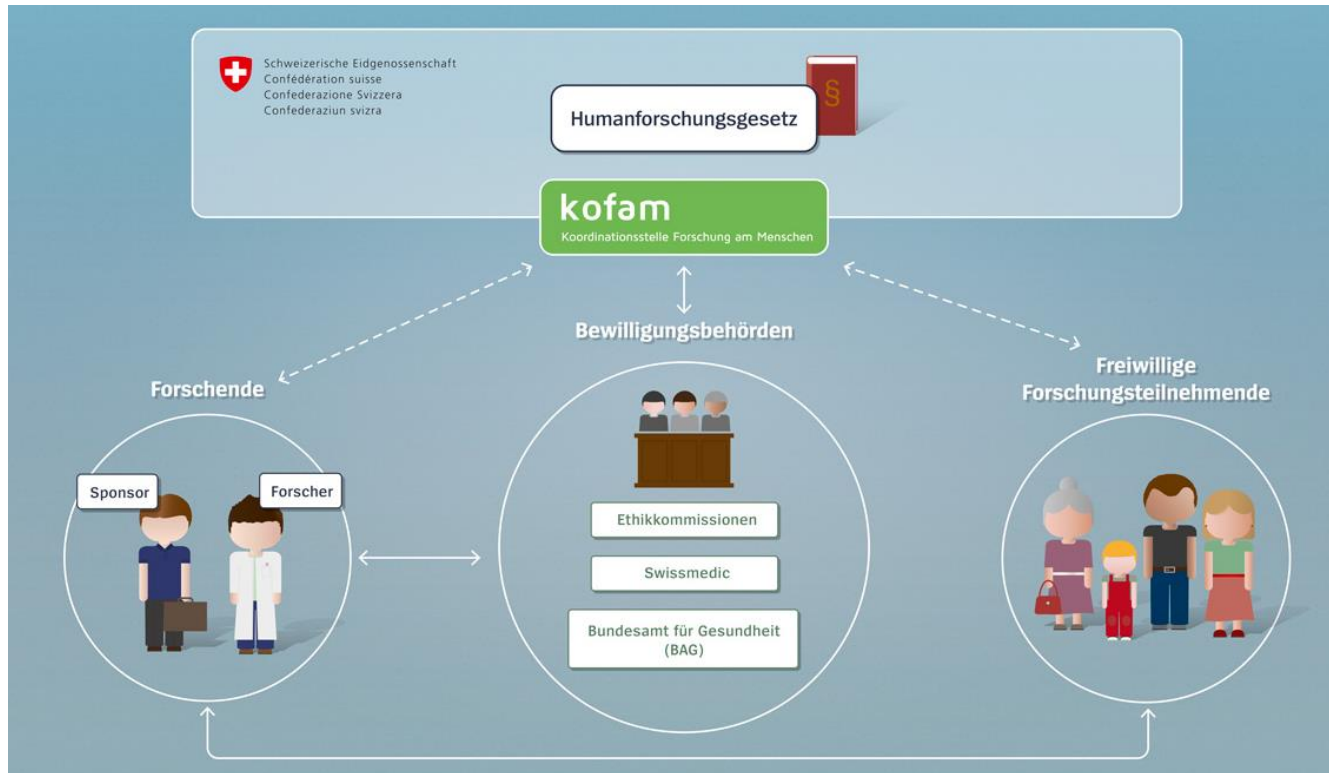 Schweizerische Eidgenossenschaft
Confédération suisse
Confederazione Svizzera
Confederaziun svizra
§
Humanforschungsgesetz
kofam
Koordinationsstelle Forschung am Menschen
Bewilligungsbehörden
Forschende
Freiwillige
Forschungsteilnehmende
Sponsor
Forscher
Ethikkommissionen
Swissmedic
Bundesamt für Gesundheit
(BAG)